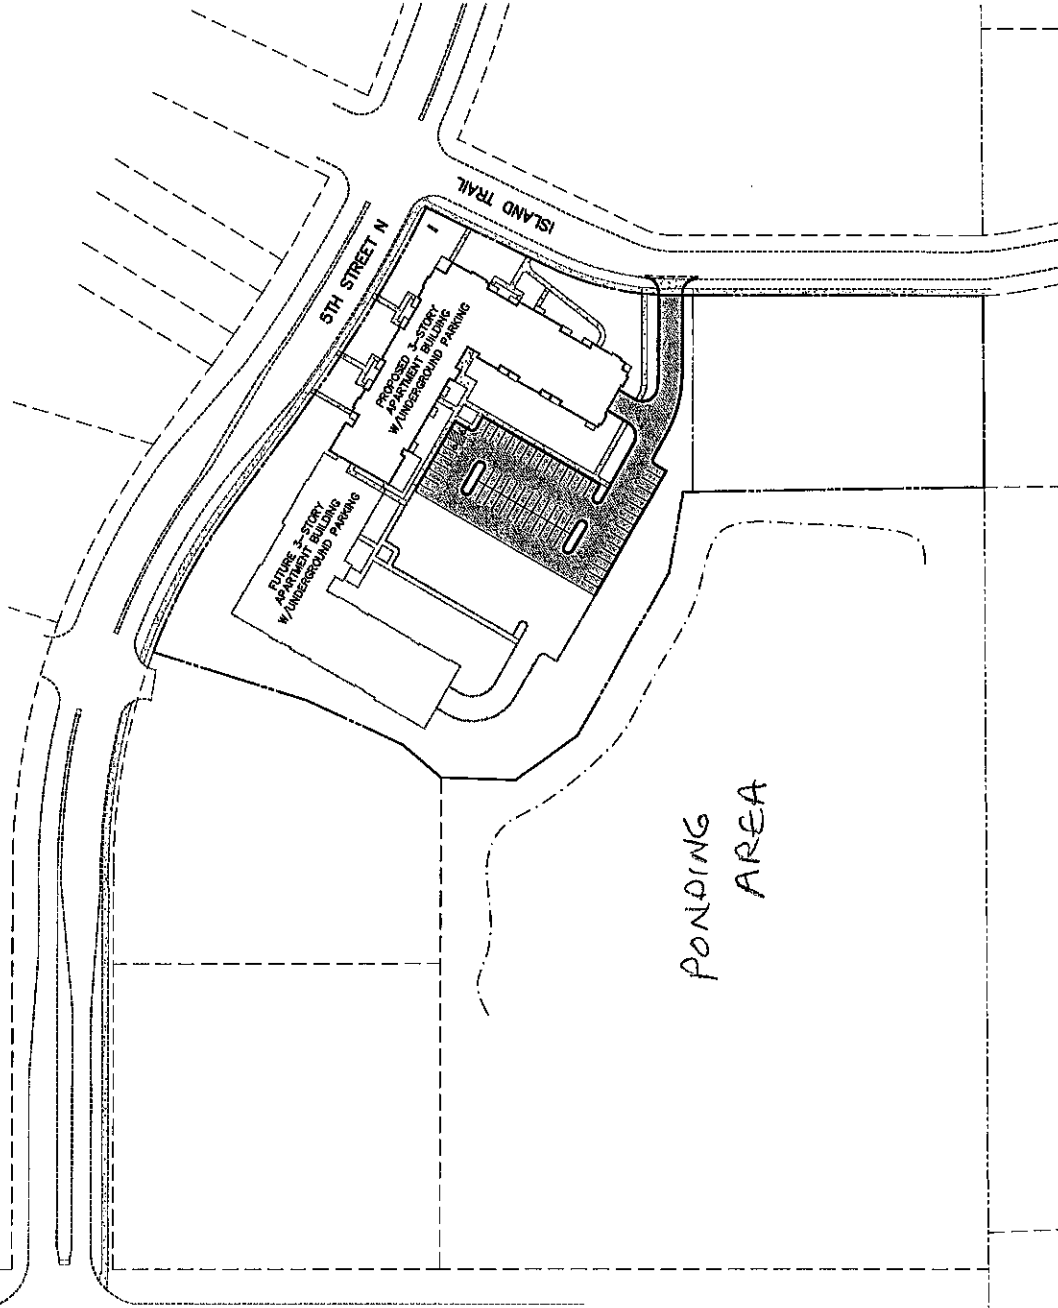 ISLAND TRAIL
5TH STREET N
PROPOSED 3-STORY
APARTMENT BUILDING
W/UNDERGROUND PARKING
FUTURE 3-STORY
APARTMENT BUILDING
W/UNDERGROUND PARKING
PONDING
AREA